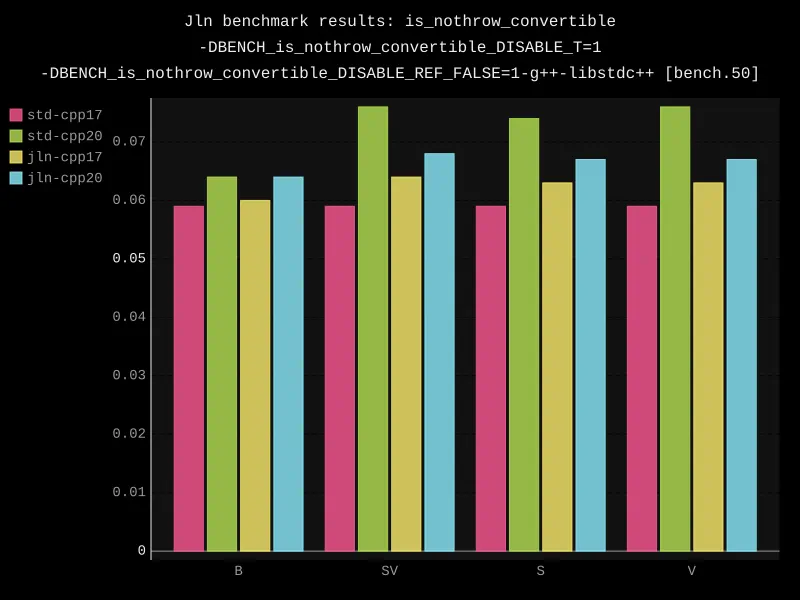 Jln benchmark results: is_nothrow_convertible
-DBENCH_is_nothrow_convertible_DISABLE_T=1
-DBENCH_is_nothrow_convertible_DISABLE_REF_FALSE=1-g++-libstdc++ [bench.50]
std-cpp17
std-cpp20
jln-cpp17
jln-cpp20
0.07
0.06
0.05
0.04
0.03
0.02
0.01
0
B SV S V